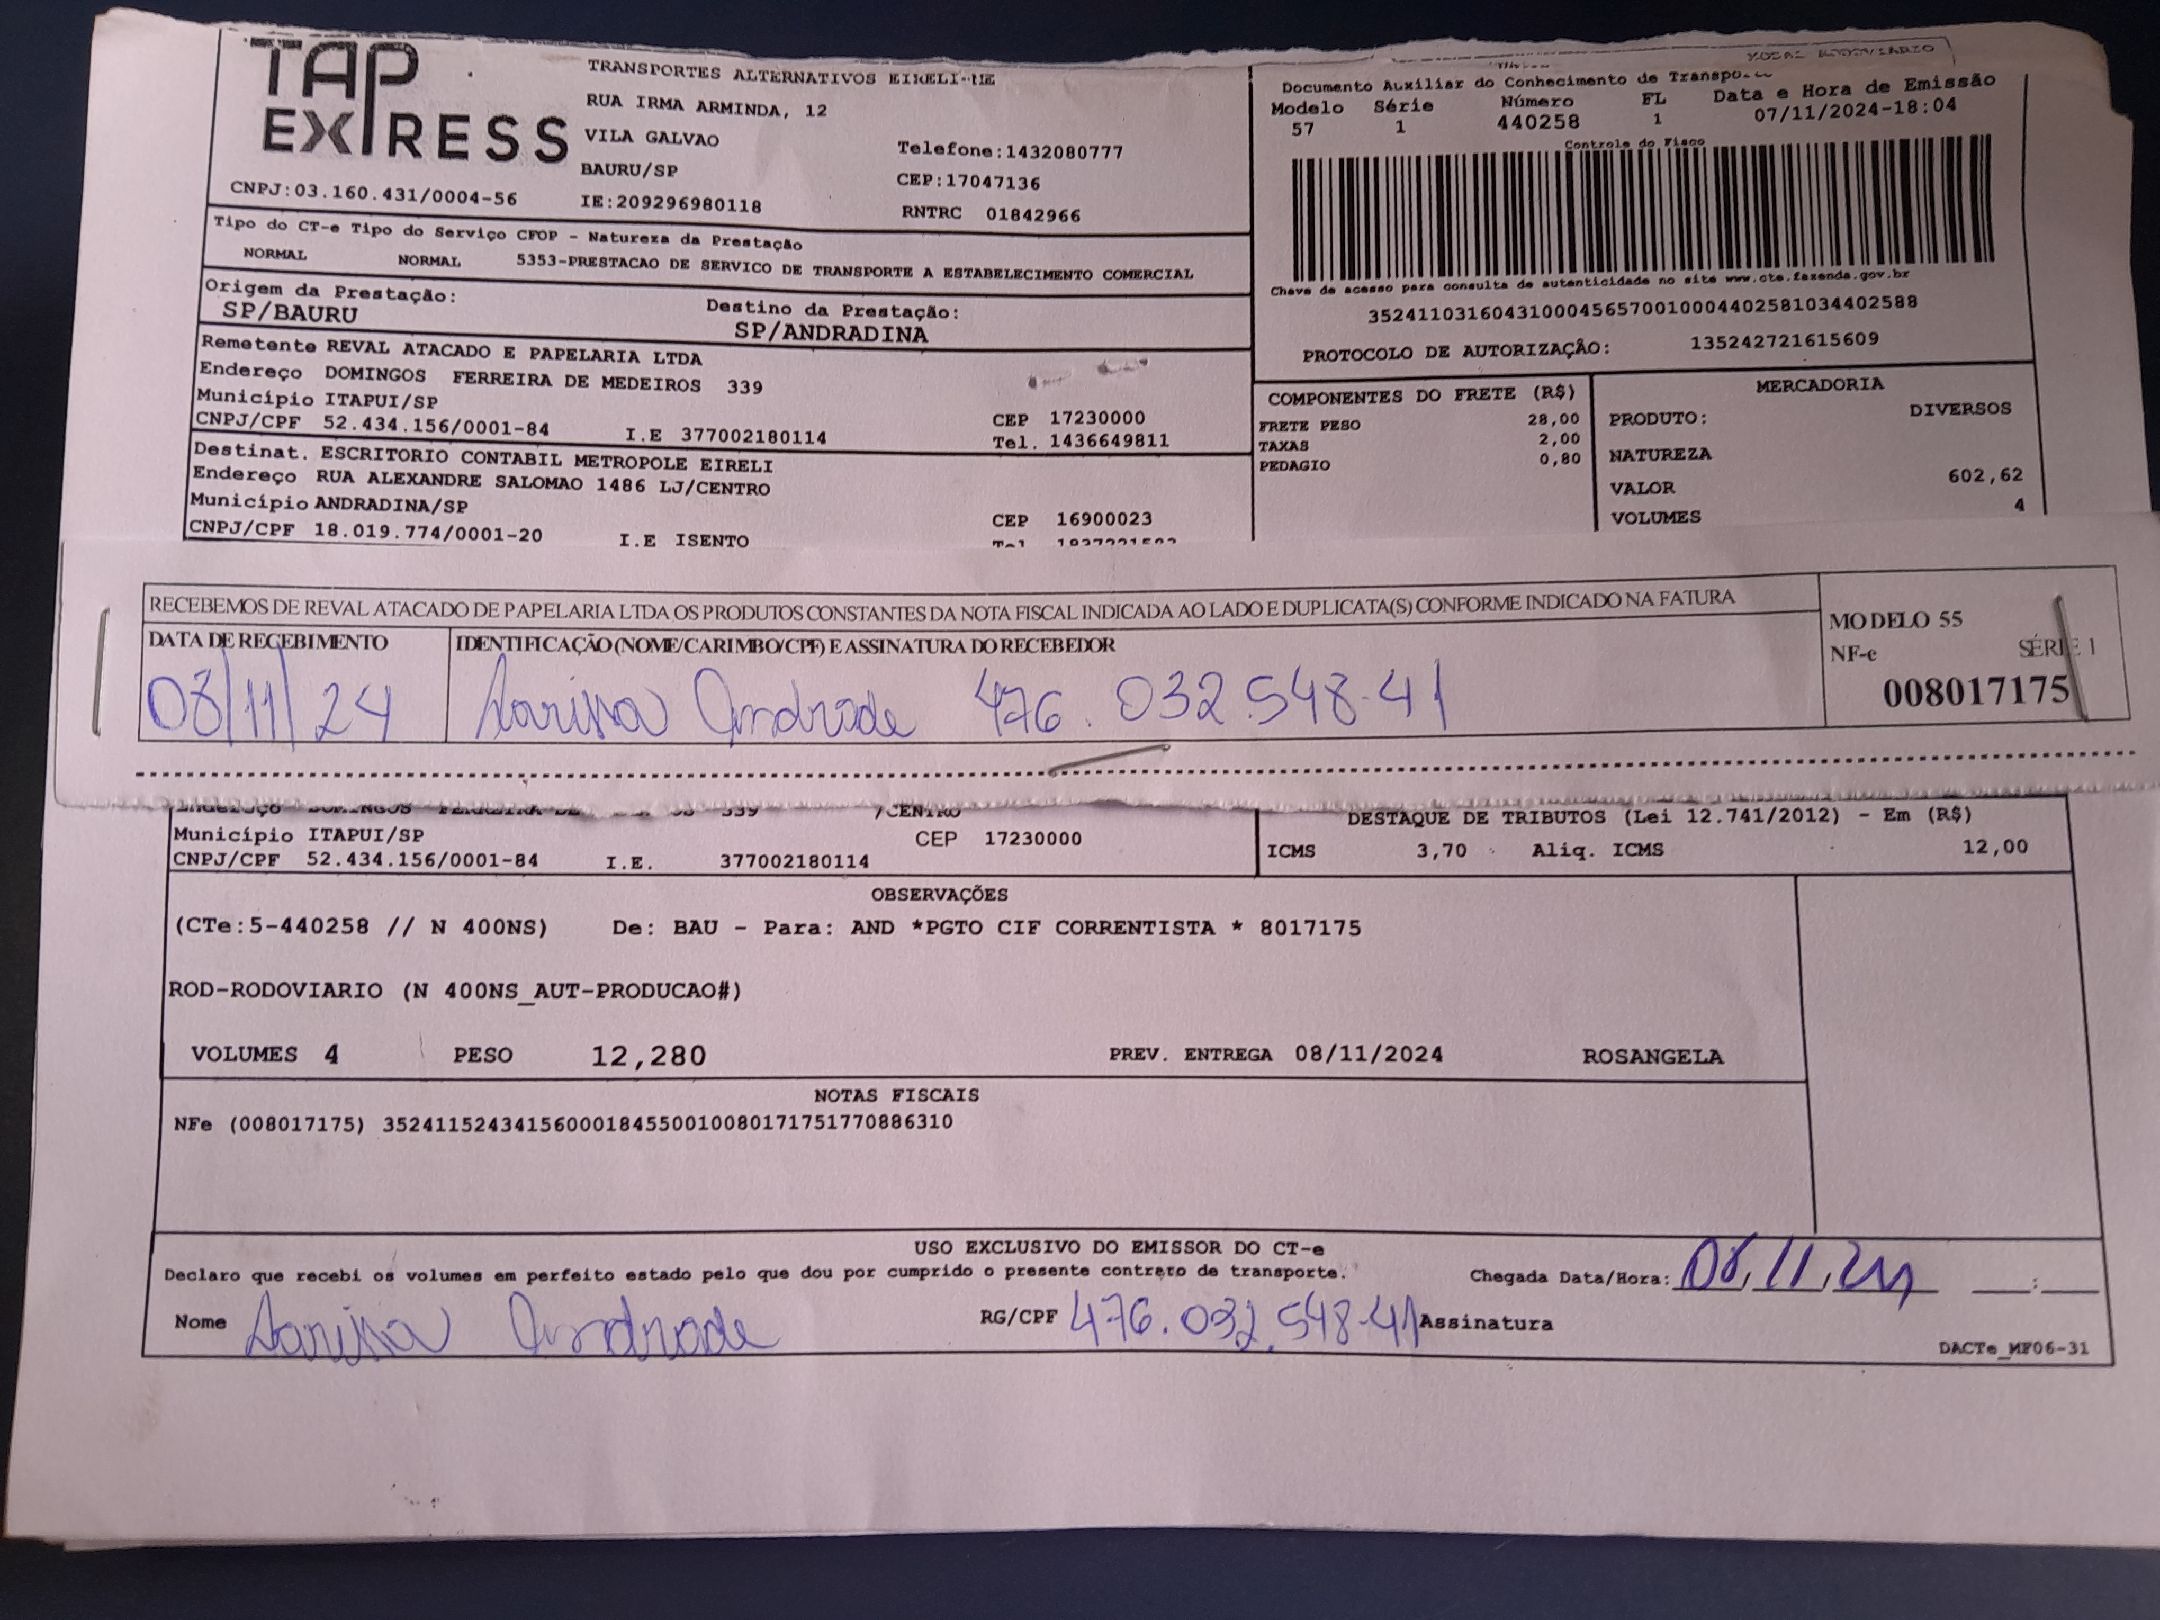 TAP EXPRESS
TRANSPORTES ALTERNATIVOS EIRELI-ME
RUA IRMA ARMINDA, 12
VILA GALVAO
Telefone:1432080777
BAURU/SP
CEP:17047136
CNPJ:03.160.431/0004-56
IE:209296980118
RNTRC 01842966
MODAL RODOVIARIO
Documento Auxiliar do Conhecimento de
Modelo Série Número FL Data e Hora de Emissão
57 1 440258 1 07/11/2024-18:04
Controle do Fisco
Chave de acesso para consulta de autenticidade no site www.cte.fazenda.gov.br
35241103160431000456570010004402581034402588
PROTOCOLO DE AUTORIZAÇÃO: 135242721615609
Tipo do CT-e Tipo do Serviço CFOP - Natureza da Prestação
NORMAL NORMAL 5353-PRESTACAO DE SERVICO DE TRANSPORTE A ESTABELECIMENTO COMERCIAL
Origem da Prestação: Destino da Prestação:
SP/BAURU SP/ANDRADINA
Remetente REVAL ATACADO E PAPELARIA LTDA
Endereço DOMINGOS FERREIRA DE MEDEIROS 339
Município ITAPUI/SP CEP 17230000
CNPJ/CPF 52.434.156/0001-84 I.E 377002180114 Tel. 1436649811
Destinat. ESCRITORIO CONTABIL METROPOLE EIRELI
Endereço RUA ALEXANDRE SALOMAO 1486 LJ/CENTRO
Município ANDRADINA/SP CEP 16900023
CNPJ/CPF 18.019.774/0001-20 I.E ISENTO
COMPONENTES DO FRETE (R$)
FRETE PESO 28,00
TAXAS 2,00
PEDAGIO 0,80
MERCADORIA
PRODUTO: DIVERSOS
NATUREZA
VALOR 602,62
VOLUMES 4
RECEBEMOS DE REVAL ATACADO DE PAPELARIA LTDA OS PRODUTOS CONSTANTES DA NOTA FISCAL INDICADA AO LADO E DUPLICATA(S) CONFORME INDICADO NA FATURA
DATA DE RECEBIMENTO IDENTIFICAÇÃO (NOME/CARIMBO/CPF) E ASSINATURA DO RECEBEDOR
08/11/24 Larissa Andrade 476.032.548-41
MODELO 55
NF-e SÉRIE 1
008017175
Endereço DOMINGOS FERREIRA DE 339 /CENTRO
Município ITAPUI/SP CEP 17230000
CNPJ/CPF 52.434.156/0001-84 I.E. 377002180114
DESTAQUE DE TRIBUTOS (Lei 12.741/2012) - Em (R$)
ICMS 3,70 Aliq. ICMS 12,00
OBSERVAÇÕES
(CTe:5-440258 // N 400NS) De: BAU - Para: AND *PGTO CIF CORRENTISTA * 8017175
ROD-RODOVIARIO (N 400NS_AUT-PRODUCAO#)
VOLUMES 4 PESO 12,280 PREV. ENTREGA 08/11/2024 ROSANGELA
NOTAS FISCAIS
NFe (008017175) 35241152434156000184550010080171751770886310
USO EXCLUSIVO DO EMISSOR DO CT-e
Declaro que recebi os volumes em perfeito estado pelo que dou por cumprido o presente contrato de transporte.
Chegada Data/Hora: 08,11,24 :
Nome Larissa Andrade RG/CPF 476.032.548-41 Assinatura
DACTe_MF06-31